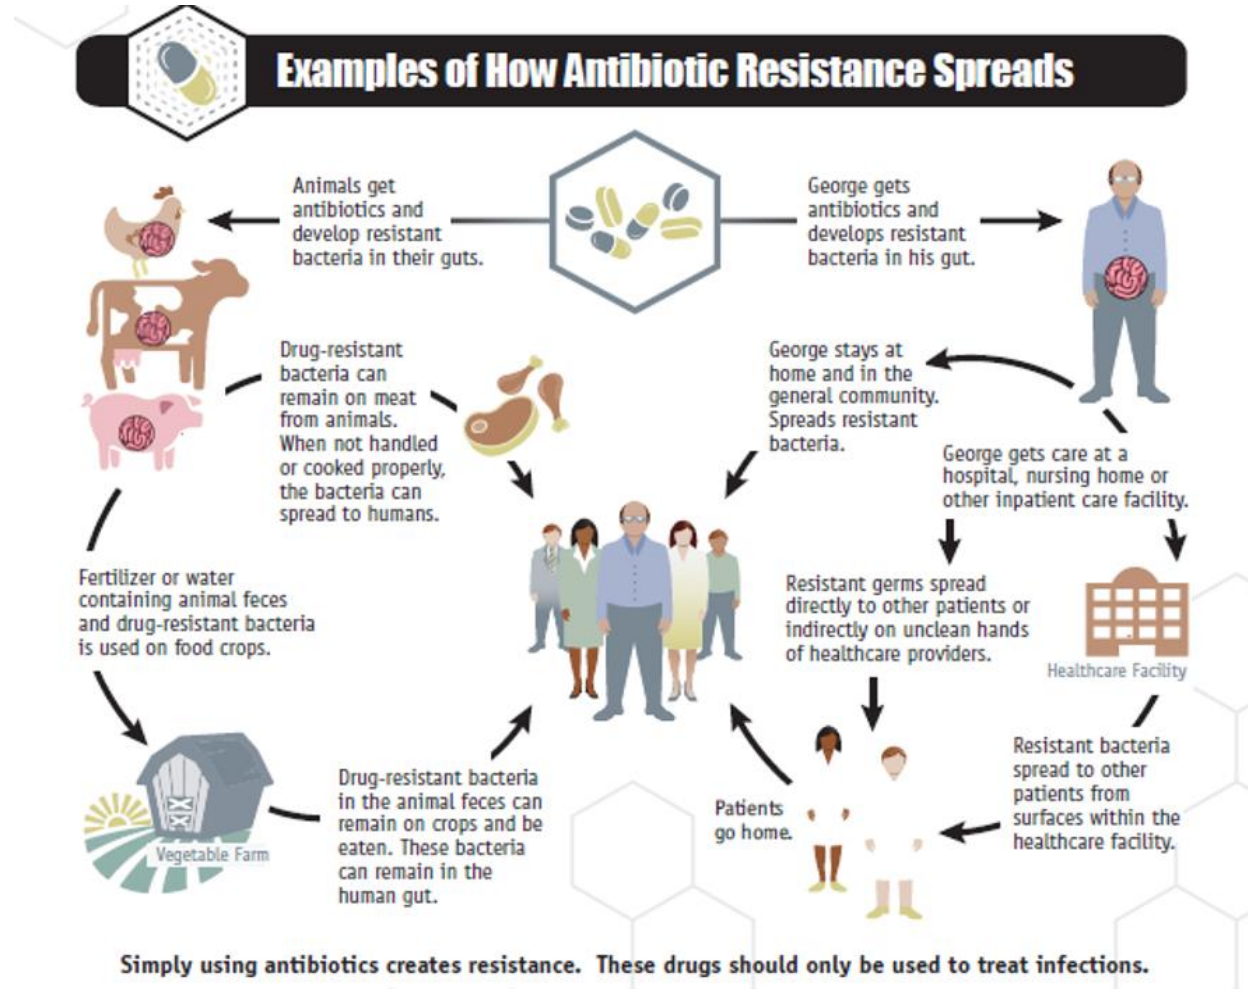 Examples of How Antibiotic Resistance Spreads
Animals get
antibiotics and
develop resistant
bacteria in their guts.
George gets
antibiotics and
develops resistant
bacteria in his gut.
Drug-resistant
bacteria can
remain on meat
from animals.
When not handled
or cooked properly,
the bacteria can
spread to humans.
George stays at
home and in the
general community.
Spreads resistant
bacteria.
George gets care at a
hospital, nursing home or
other inpatient care facility.
Fertilizer or water
containing animal feces
and drug-resistant bacteria
is used on food crops.
Resistant germs spread
directly to other patients or
indirectly on unclean hands
of healthcare providers.
Healthcare Facility
Vegetable Farm
Drug-resistant bacteria
in the animal feces can
remain on crops and be
eaten. These bacteria
can remain in the
human gut.
Patients
go home.
Resistant bacteria
spread to other
patients from
surfaces within the
healthcare facility.
Simply using antibiotics creates resistance. These drugs should only be used to treat infections.